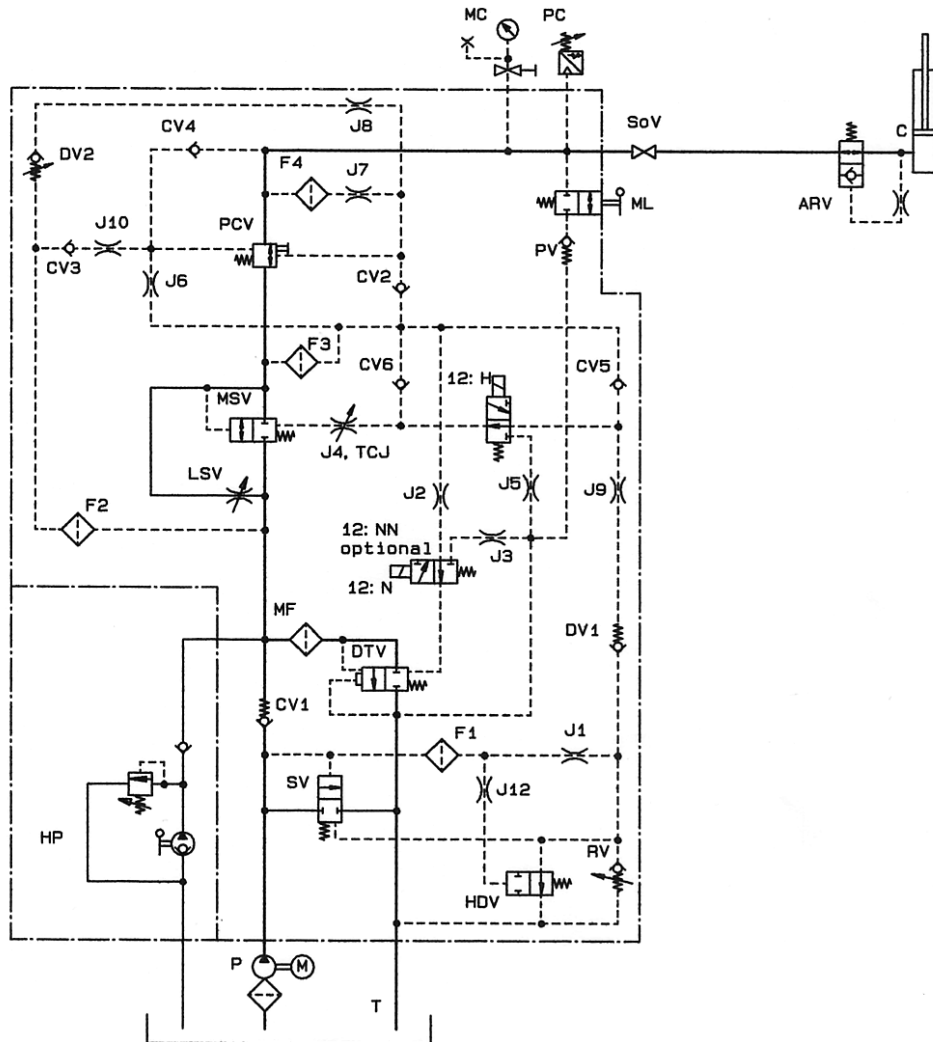 MC
PC
J8
CV4
SoV
C
DV2
F4
J7
ARV
ML
J10
PCV
PV
CV3
J6
CV2
F3
CV6
12: H
CV5
MSV
J4, TCJ
LSV
F2
J2
J5
J9
12: NN
optional
J3
12: N
MF
DTV
DV1
CV1
F1
J1
SV
J12
HP
RV
HDV
P
M
T